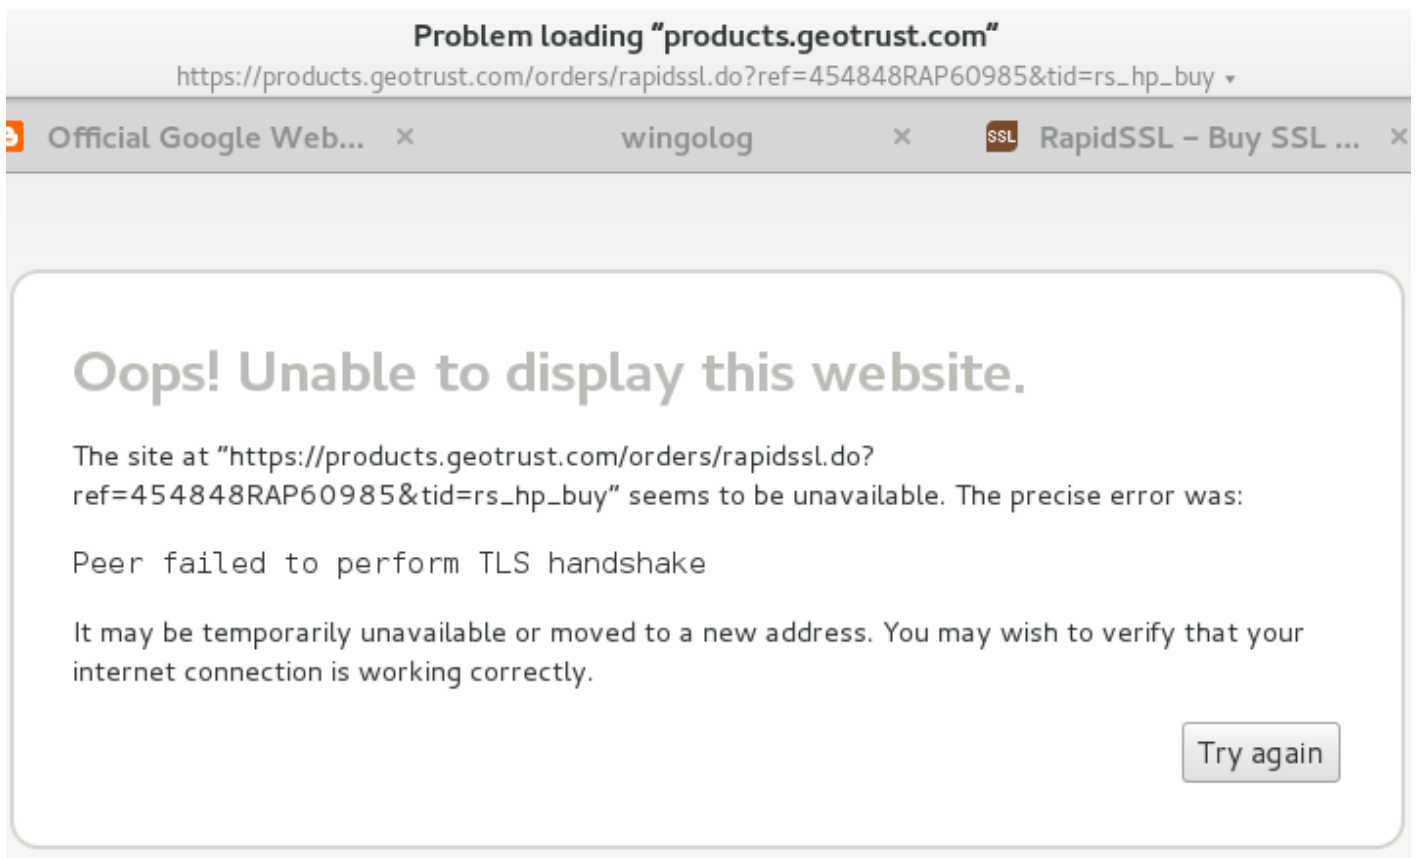 Problem loading “products.geotrust.com”
https://products.geotrust.com/orders/rapidssl.do?ref=454848RAP60985&tid=rs_hp_buy ▾
Official Google Web... × wingolog × SSL RapidSSL – Buy SSL ... ×
Oops! Unable to display this website.
The site at “https://products.geotrust.com/orders/rapidssl.do?
ref=454848RAP60985&tid=rs_hp_buy” seems to be unavailable. The precise error was:
Peer failed to perform TLS handshake
It may be temporarily unavailable or moved to a new address. You may wish to verify that your
internet connection is working correctly.
Try again